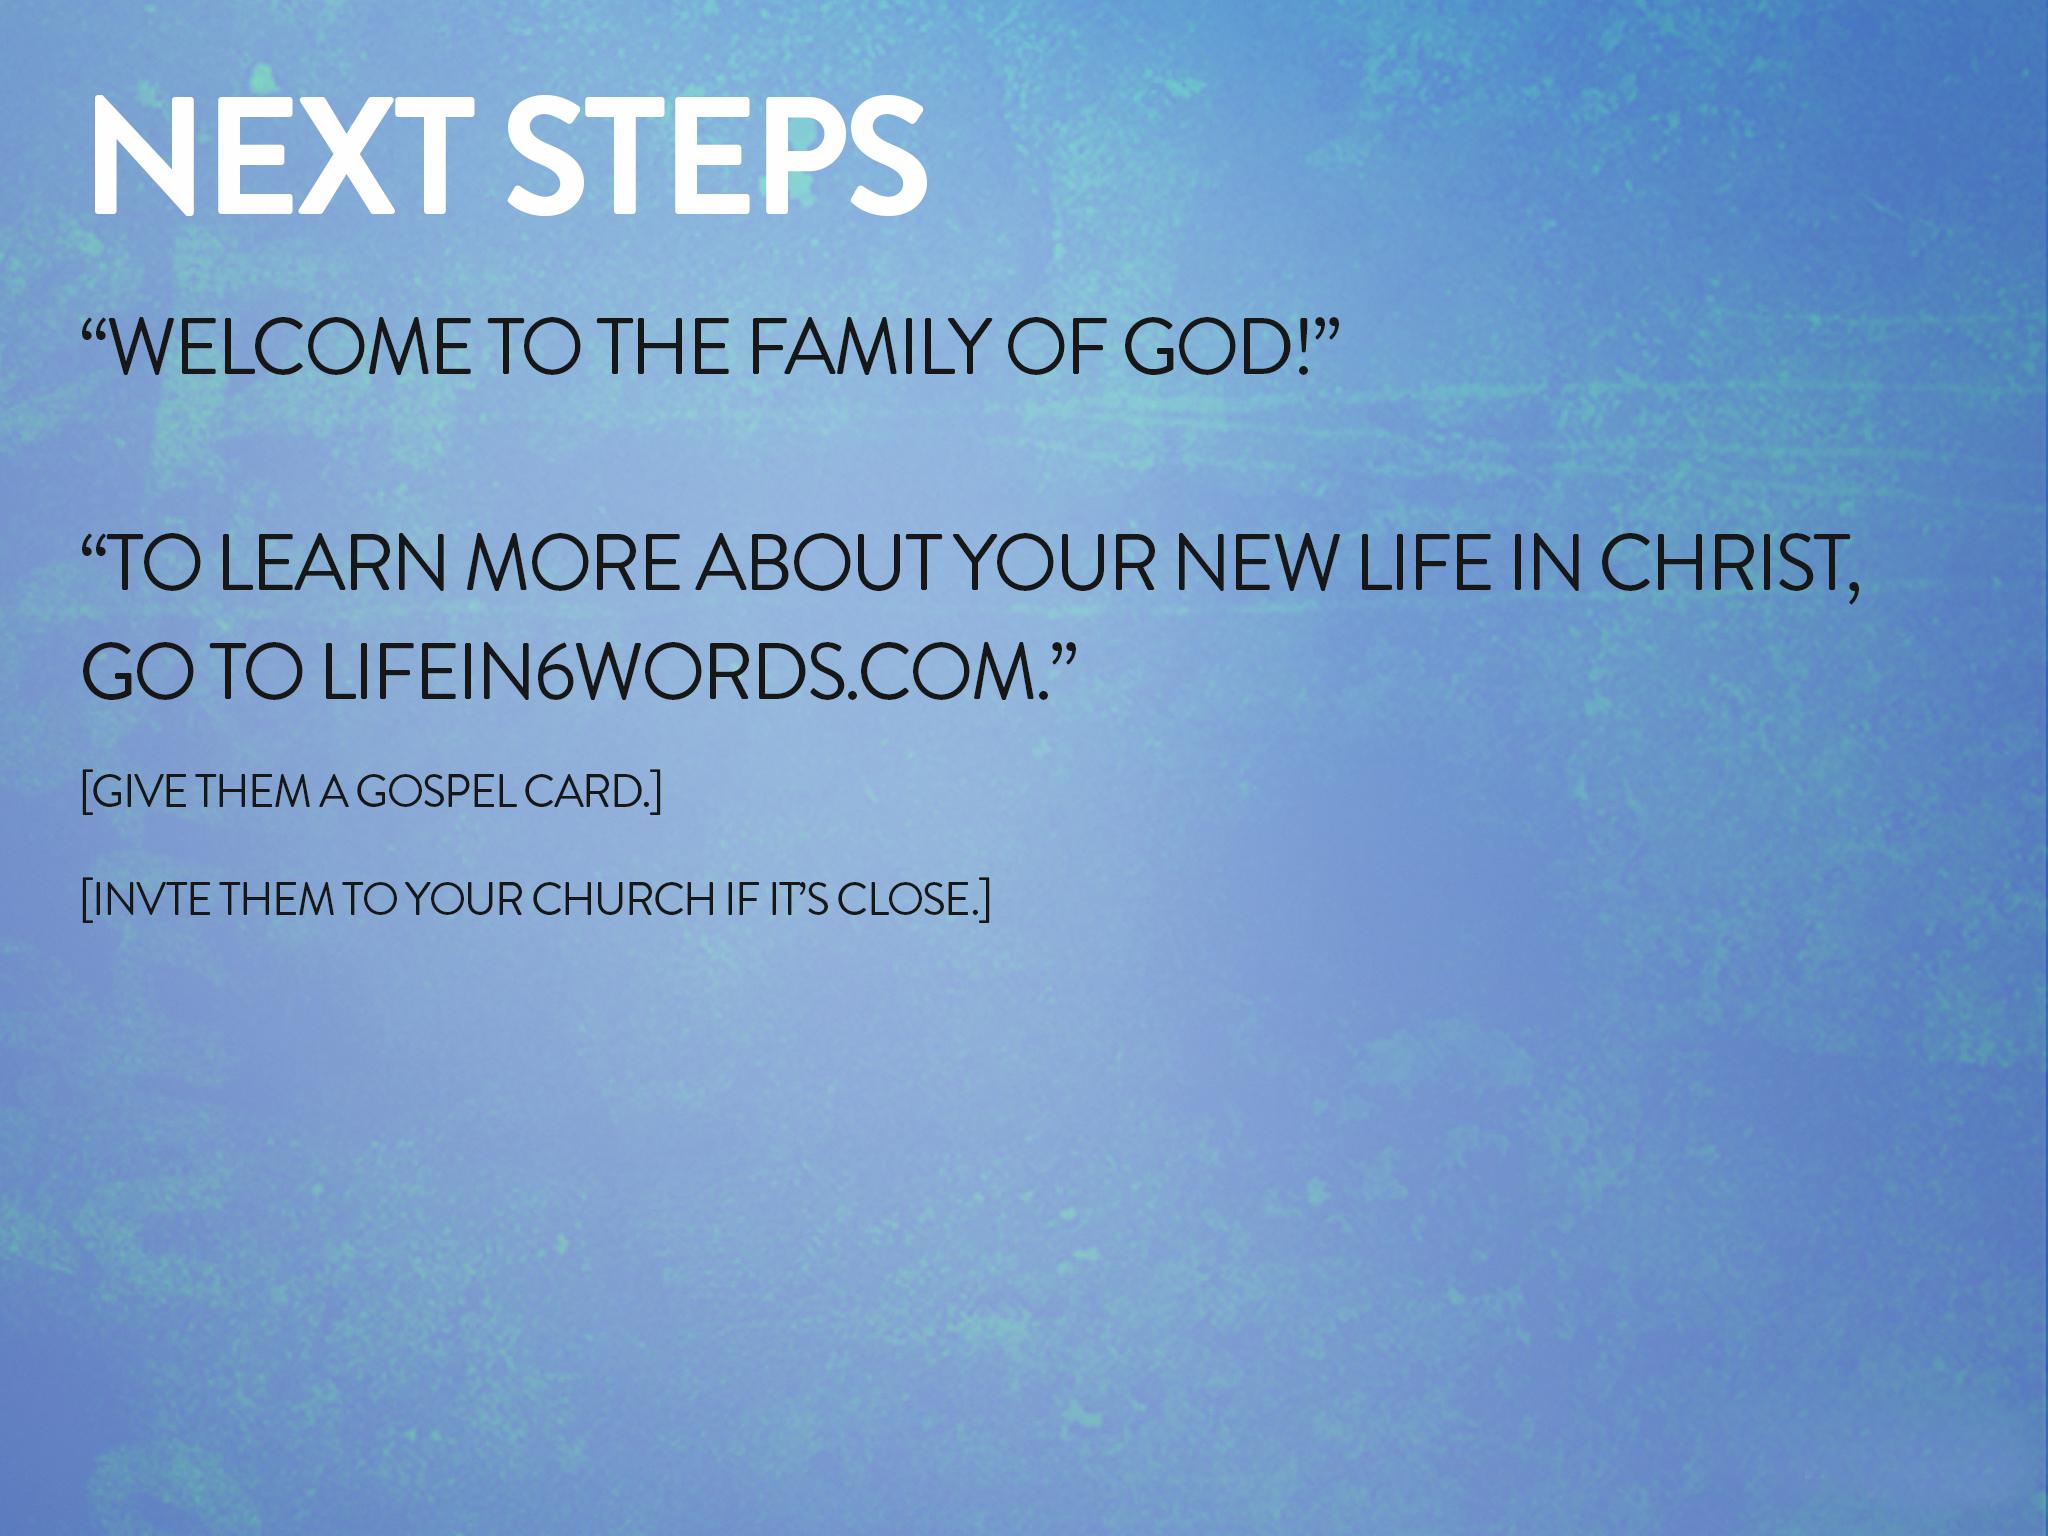 NEXT STEPS
“WELCOME TO THE FAMILY OF GOD!”
“TO LEARN MORE ABOUT YOUR NEW LIFE IN CHRIST,
GO TO LIFEIN6WORDS.COM.”
[GIVE THEM A GOSPEL CARD.]
[INVTE THEM TO YOUR CHURCH IF IT’S CLOSE.]